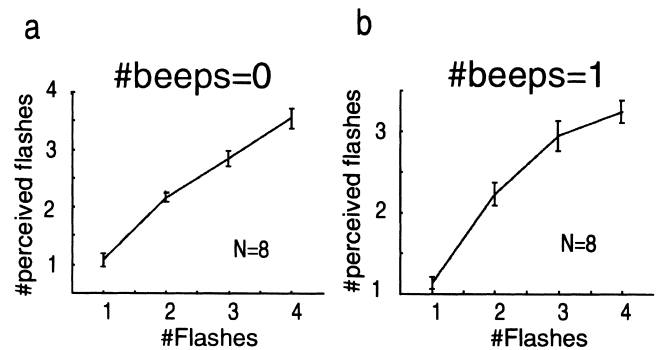 a
#beeps=0
4
3
2
1
#perceived flashes
N=8
1 2 3 4
#Flashes
b
#beeps=1
3
2
1
#perceived flashes
N=8
1 2 3 4
#Flashes